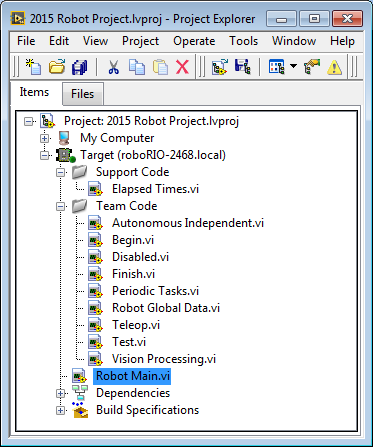 2015 Robot Project.lvproj - Project Explorer
File Edit View Project Operate Tools Window Help
Items Files
Project: 2015 Robot Project.lvproj
My Computer
Target (roboRIO-2468.local)
Support Code
Elapsed Times.vi
Team Code
Autonomous Independent.vi
Begin.vi
Disabled.vi
Finish.vi
Periodic Tasks.vi
Robot Global Data.vi
Teleop.vi
Test.vi
Vision Processing.vi
Robot Main.vi
Dependencies
Build Specifications